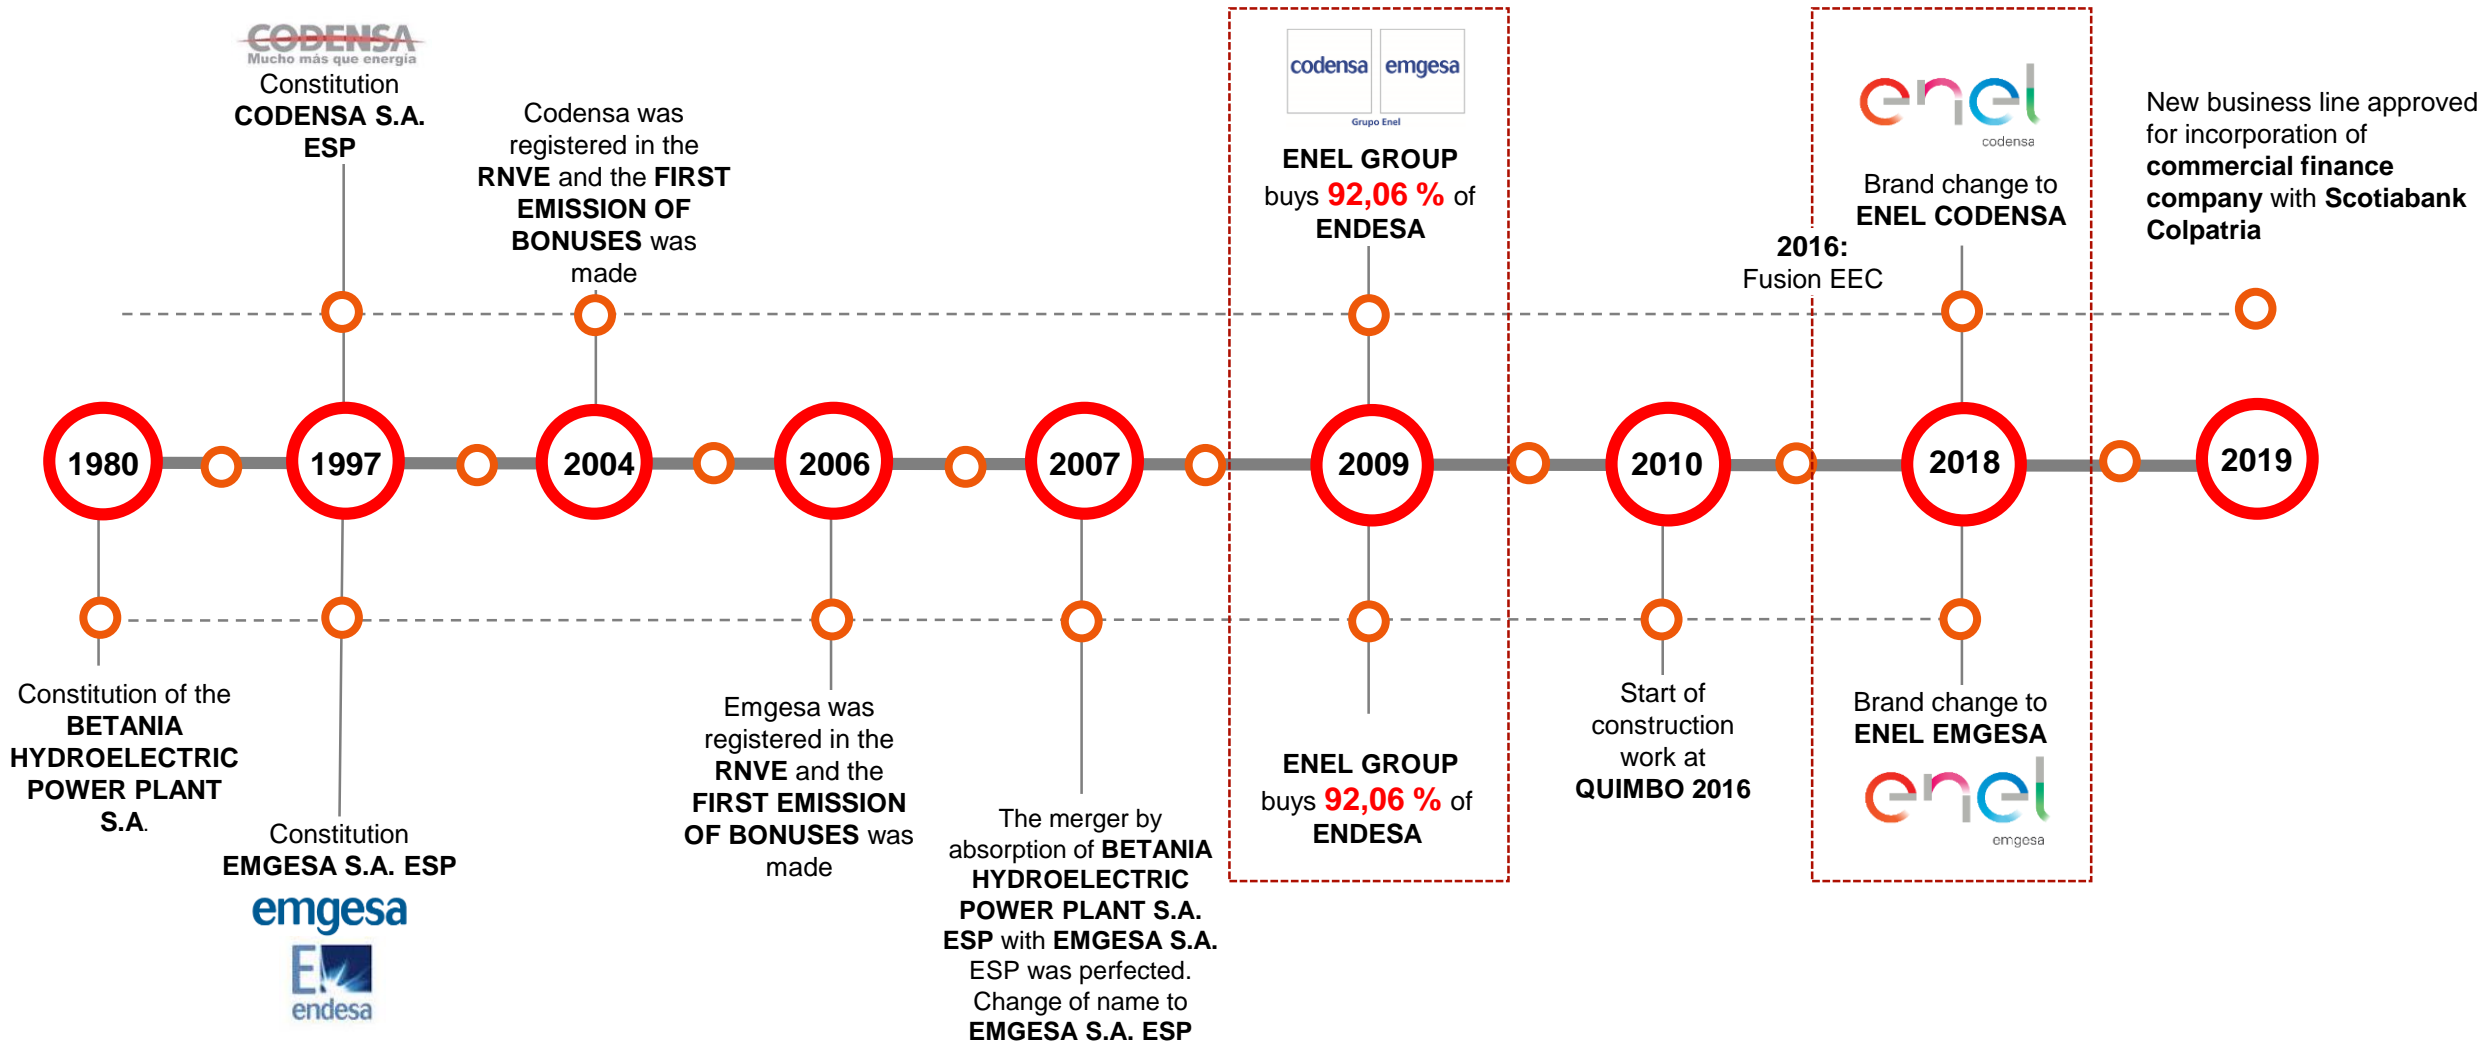 CODENSA
Mucho más que energía
Constitution
CODENSA S.A.
ESP
Codensa was
registered in the
RNVE and the FIRST
EMISSION OF
BONUSES was
made
codensa
emgesa
Grupo Enel
ENEL GROUP
buys 92,06 % of
ENDESA
2016:
Fusion EEC
enel
codensa
Brand change to
ENEL CODENSA
New business line approved
for incorporation of
commercial finance
company with Scotiabank
Colpatria
1980
1997
2004
2006
2007
2009
2010
2018
2019
Constitution of the
BETANIA
HYDROELECTRIC
POWER PLANT
S.A.
Constitution
EMGESA S.A. ESP
emgesa
E
endesa
Emgesa was
registered in the
RNVE and the
FIRST EMISSION
OF BONUSES was
made
The merger by
absorption of BETANIA
HYDROELECTRIC
POWER PLANT S.A.
ESP with EMGESA S.A.
ESP was perfected.
Change of name to
EMGESA S.A. ESP
ENEL GROUP
buys 92,06 % of
ENDESA
Start of
construction
work at
QUIMBO 2016
Brand change to
ENEL EMGESA
enel
emgesa